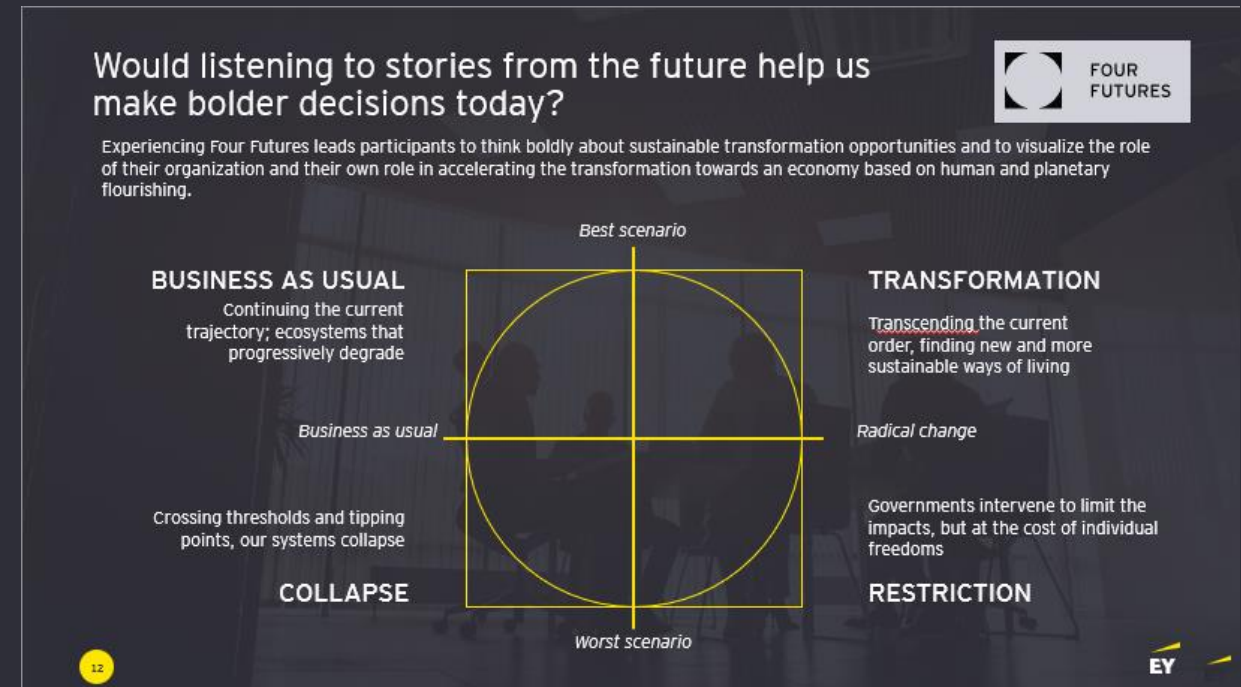 Would listening to stories from the future help us
make bolder decisions today?
FOUR
FUTURES
Experiencing Four Futures leads participants to think boldly about sustainable transformation opportunities and to visualize the role
of their organization and their own role in accelerating the transformation towards an economy based on human and planetary
flourishing.
Best scenario
BUSINESS AS USUAL
Continuing the current
trajectory; ecosystems that
progressively degrade
TRANSFORMATION
Transcending the current
order, finding new and more
sustainable ways of living
Business as usual
Radical change
Crossing thresholds and tipping
points, our systems collapse
COLLAPSE
Governments intervene to limit the
impacts, but at the cost of individual
freedoms
RESTRICTION
Worst scenario
12
EY